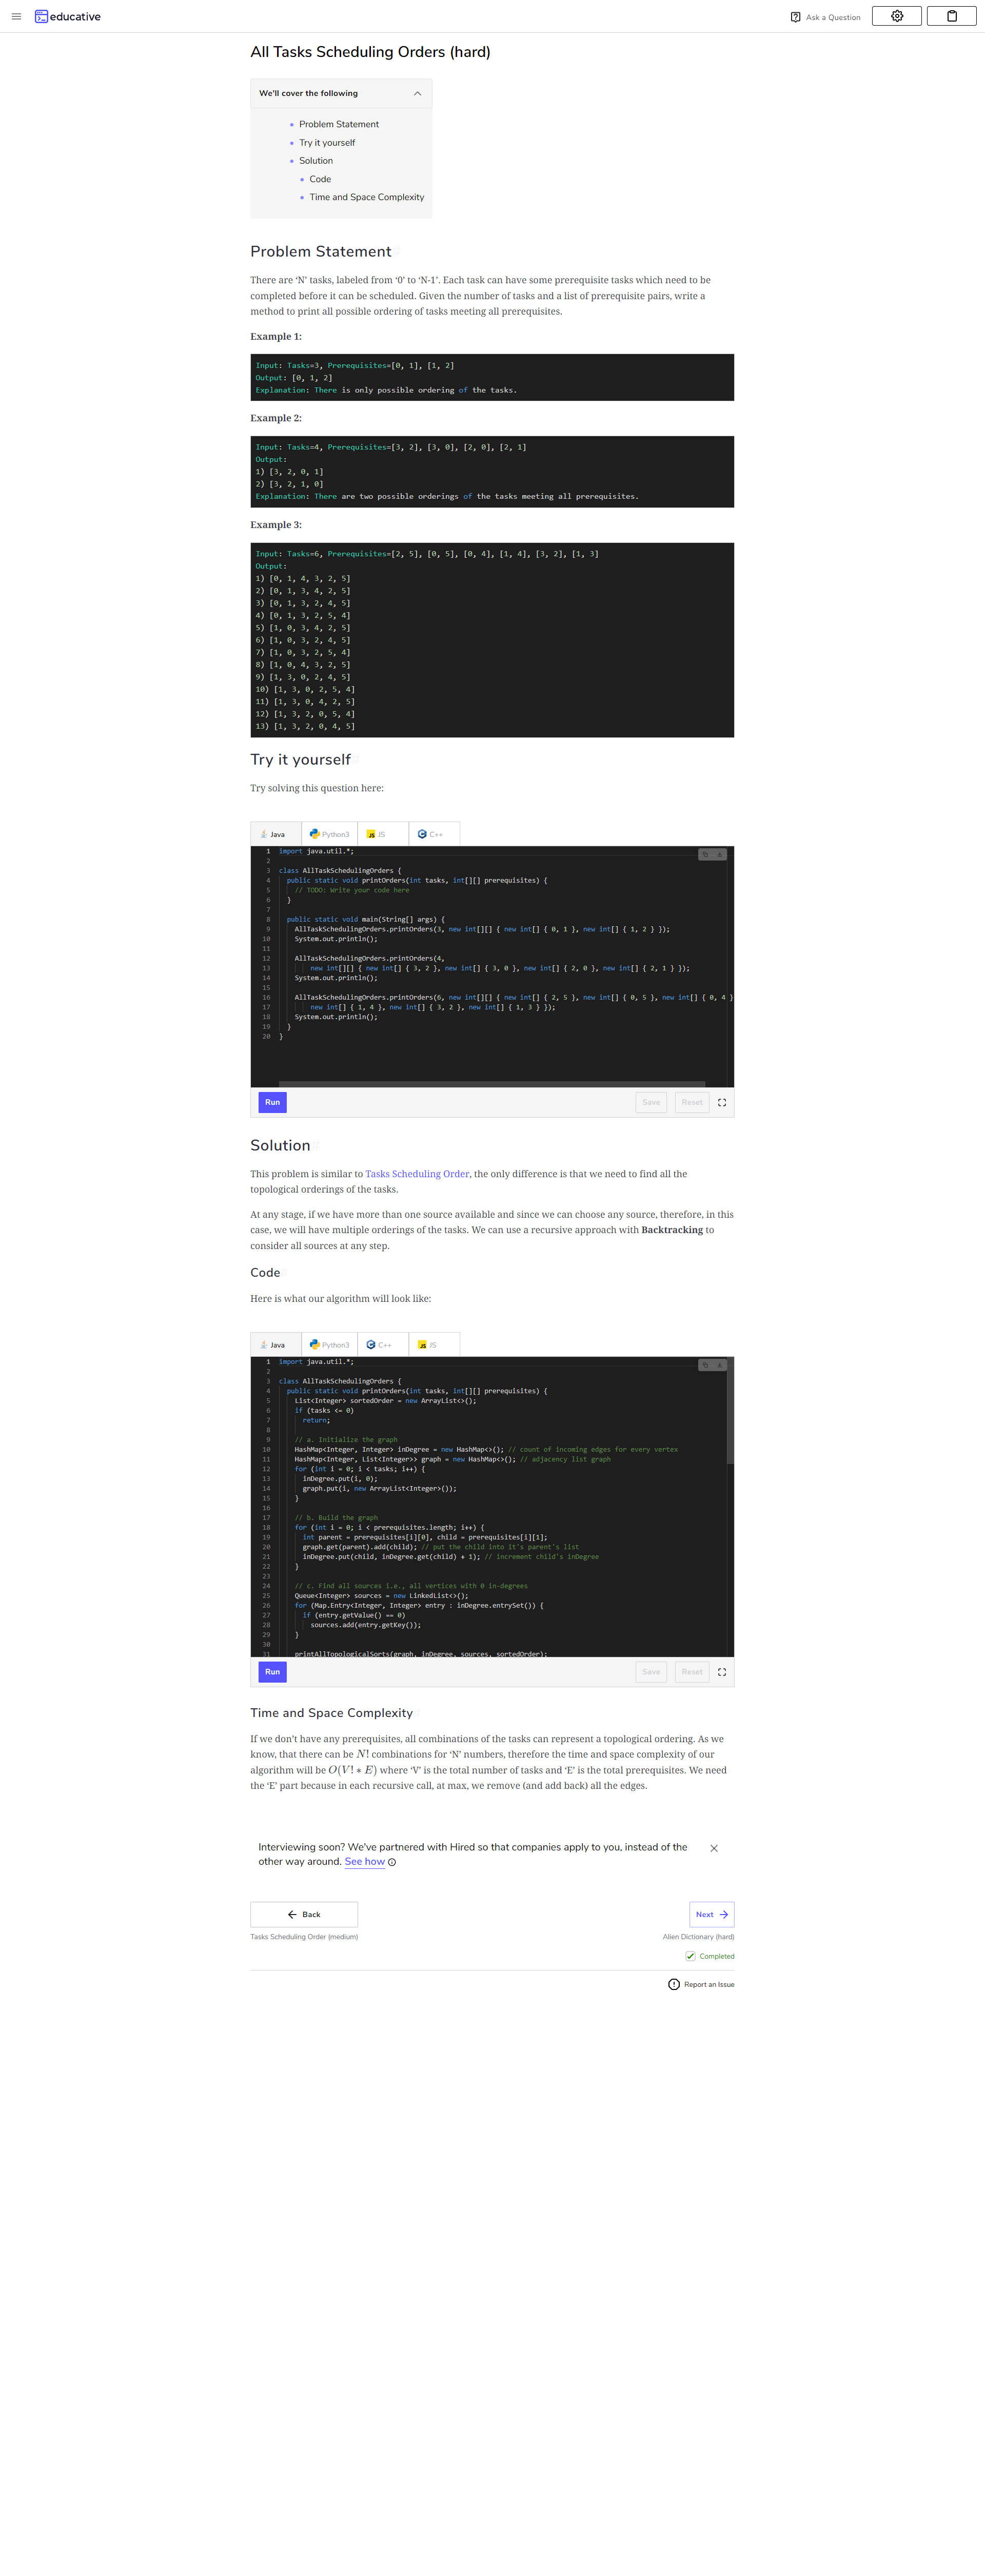 educative
Ask a Question
All Tasks Scheduling Orders (hard)
We'll cover the following
Problem Statement
Try it yourself
Solution
Code
Time and Space Complexity
Problem Statement
There are ‘N’ tasks, labeled from ‘0’ to ‘N-1’. Each task can have some prerequisite tasks which need to be
completed before it can be scheduled. Given the number of tasks and a list of prerequisite pairs, write a
method to print all possible ordering of tasks meeting all prerequisites.
Example 1:
Input: Tasks=3, Prerequisites=[0, 1], [1, 2]
Output: [0, 1, 2]
Explanation: There is only possible ordering of the tasks.
Example 2:
Input: Tasks=4, Prerequisites=[3, 2], [3, 0], [2, 0], [2, 1]
Output:
1) [3, 2, 0, 1]
2) [3, 2, 1, 0]
Explanation: There are two possible orderings of the tasks meeting all prerequisites.
Example 3:
Input: Tasks=6, Prerequisites=[2, 5], [0, 5], [0, 4], [1, 4], [3, 2], [1, 3]
Output:
1) [0, 1, 4, 3, 2, 5]
2) [0, 1, 3, 4, 2, 5]
3) [0, 1, 3, 2, 4, 5]
4) [0, 1, 3, 2, 5, 4]
5) [1, 0, 3, 4, 2, 5]
6) [1, 0, 3, 2, 4, 5]
7) [1, 0, 3, 2, 5, 4]
8) [1, 0, 4, 3, 2, 5]
9) [1, 3, 0, 2, 4, 5]
10) [1, 3, 0, 2, 5, 4]
11) [1, 3, 0, 4, 2, 5]
12) [1, 3, 2, 0, 5, 4]
13) [1, 3, 2, 0, 4, 5]
Try it yourself
Try solving this question here:
Java Python3 JS C++
1 import java.util.*;
2
3 class AllTaskSchedulingOrders {
4 public static void printOrders(int tasks, int[][] prerequisites) {
5 // TODO: Write your code here
6 }
7
8 public static void main(String[] args) {
9 AllTaskSchedulingOrders.printOrders(3, new int[][] { new int[] { 0, 1 }, new int[] { 1, 2 } });
10 System.out.println();
11
12 AllTaskSchedulingOrders.printOrders(4,
13 new int[][] { new int[] { 3, 2 }, new int[] { 3, 0 }, new int[] { 2, 0 }, new int[] { 2, 1 } });
14 System.out.println();
15
16 AllTaskSchedulingOrders.printOrders(6, new int[][] { new int[] { 2, 5 }, new int[] { 0, 5 }, new int[] { 0, 4 }
17 new int[] { 1, 4 }, new int[] { 3, 2 }, new int[] { 1, 3 } });
18 System.out.println();
19 }
20 }
Run Save Reset
Solution
This problem is similar to Tasks Scheduling Order, the only difference is that we need to find all the
topological orderings of the tasks.
At any stage, if we have more than one source available and since we can choose any source, therefore, in this
case, we will have multiple orderings of the tasks. We can use a recursive approach with Backtracking to
consider all sources at any step.
Code
Here is what our algorithm will look like:
Java Python3 C++ JS
1 import java.util.*;
2
3 class AllTaskSchedulingOrders {
4 public static void printOrders(int tasks, int[][] prerequisites) {
5 List<Integer> sortedOrder = new ArrayList<>();
6 if (tasks <= 0)
7 return;
8
9 // a. Initialize the graph
10 HashMap<Integer, Integer> inDegree = new HashMap<>(); // count of incoming edges for every vertex
11 HashMap<Integer, List<Integer>> graph = new HashMap<>(); // adjacency list graph
12 for (int i = 0; i < tasks; i++) {
13 inDegree.put(i, 0);
14 graph.put(i, new ArrayList<Integer>());
15 }
16
17 // b. Build the graph
18 for (int i = 0; i < prerequisites.length; i++) {
19 int parent = prerequisites[i][0], child = prerequisites[i][1];
20 graph.get(parent).add(child); // put the child into it's parent's list
21 inDegree.put(child, inDegree.get(child) + 1); // increment child's inDegree
22 }
23
24 // c. Find all sources i.e., all vertices with 0 in-degrees
25 Queue<Integer> sources = new LinkedList<>();
26 for (Map.Entry<Integer, Integer> entry : inDegree.entrySet()) {
27 if (entry.getValue() == 0)
28 sources.add(entry.getKey());
29 }
30
31 printAllTopologicalSorts(graph, inDegree, sources, sortedOrder);
Run Save Reset
Time and Space Complexity
If we don’t have any prerequisites, all combinations of the tasks can represent a topological ordering. As we
know, that there can be N! combinations for ‘N’ numbers, therefore the time and space complexity of our
algorithm will be O(V! * E) where ‘V’ is the total number of tasks and ‘E’ is the total prerequisites. We need
the ‘E’ part because in each recursive call, at max, we remove (and add back) all the edges.
Interviewing soon? We've partnered with Hired so that companies apply to you, instead of the
other way around. See how
Back Next
Tasks Scheduling Order (medium) Alien Dictionary (hard)
Completed
Report an Issue